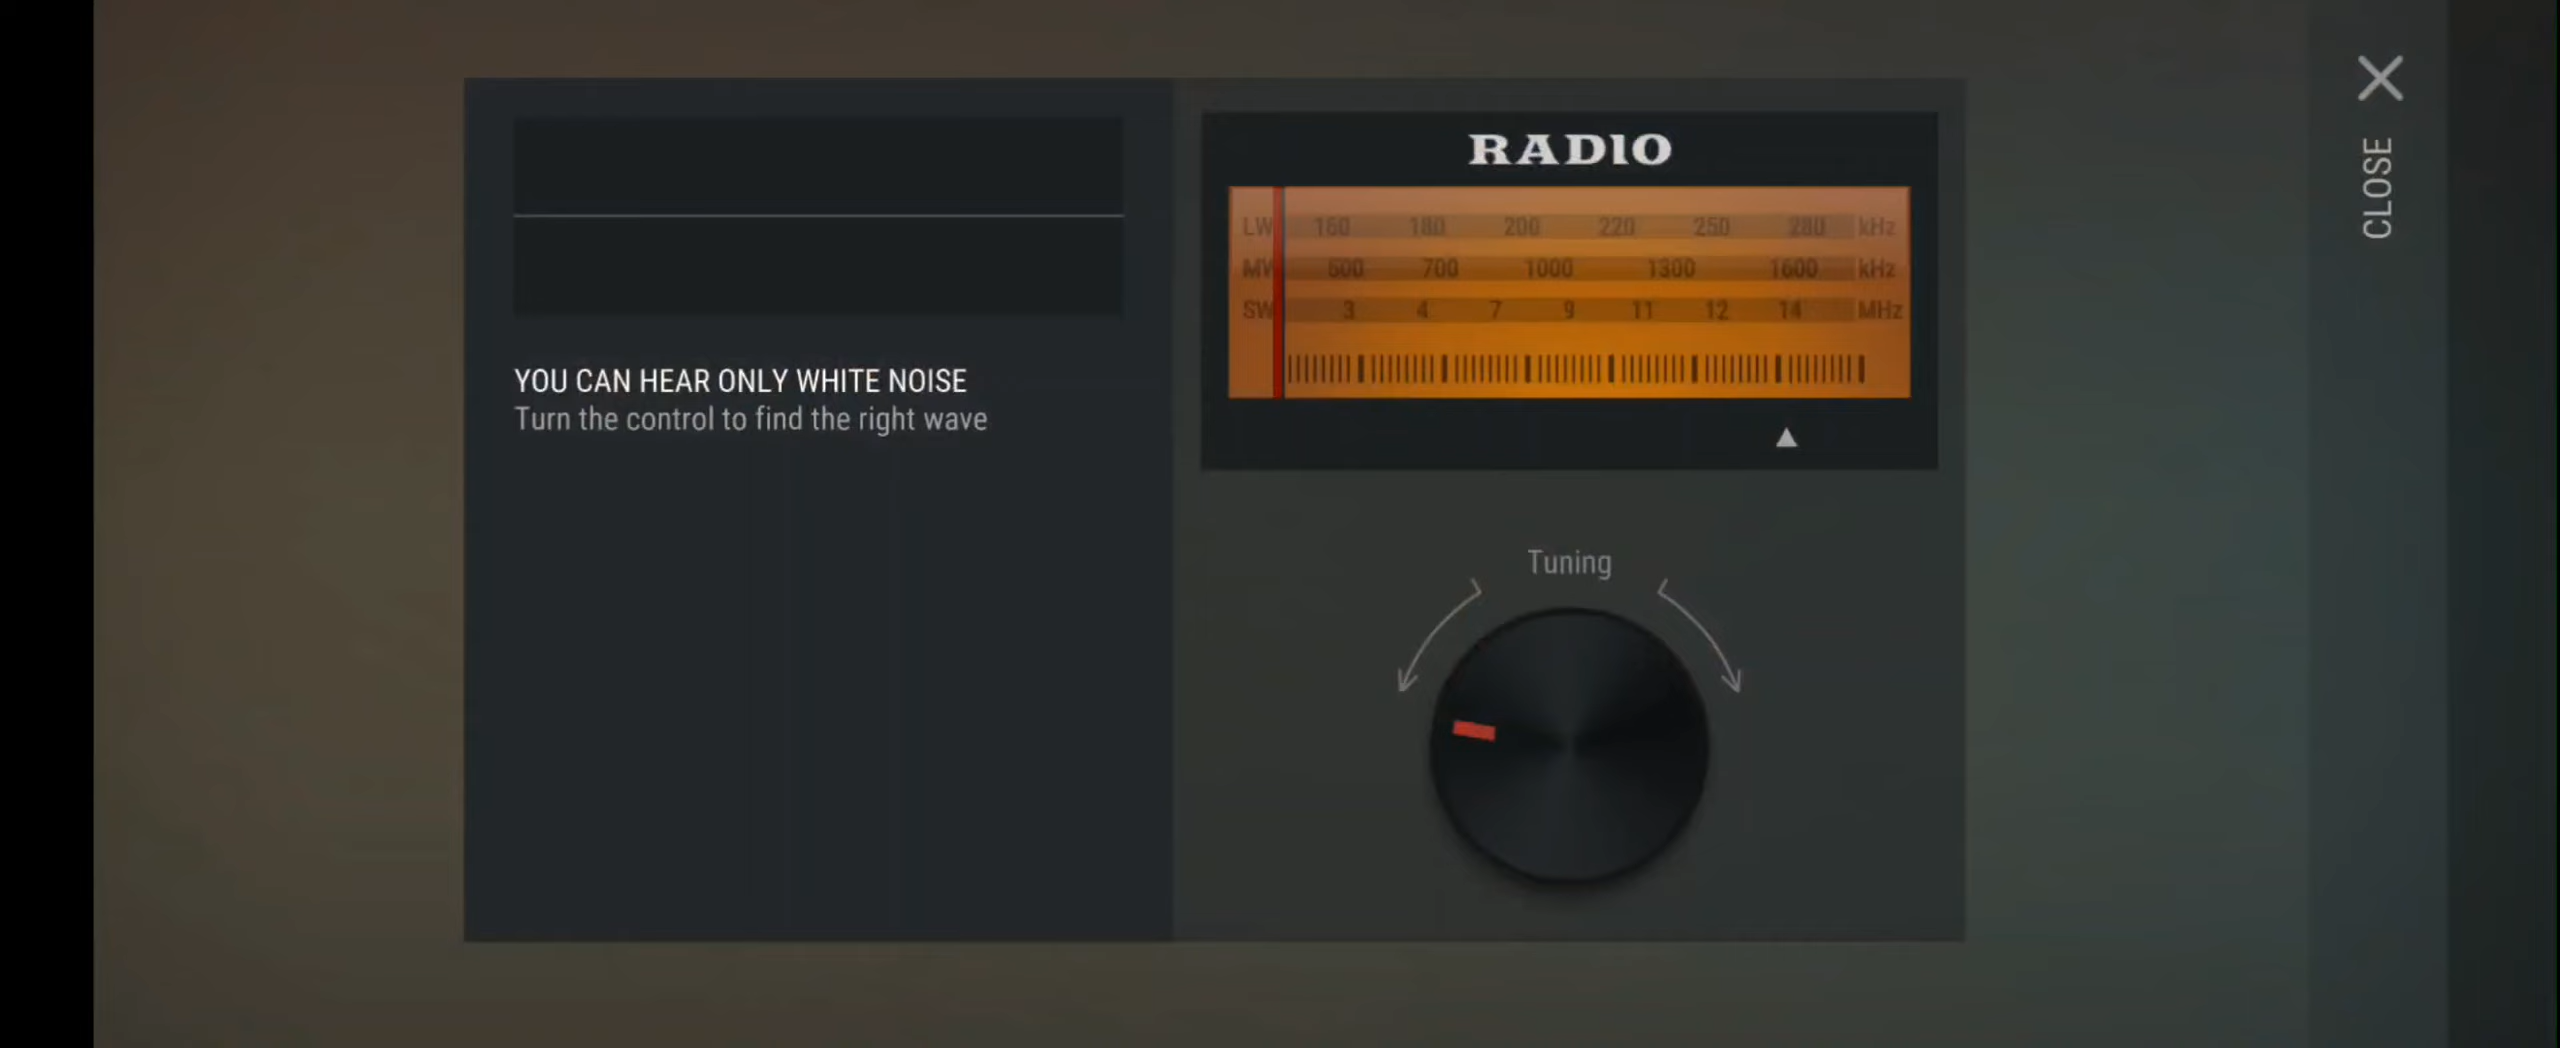 RADIO
LW 160 180 200 220 250 280 kHz
MW 500 700 1000 1300 1600 kHz
SW 3 4 7 9 11 12 14 MHz
YOU CAN HEAR ONLY WHITE NOISE
Turn the control to find the right wave
Tuning
CLOSE